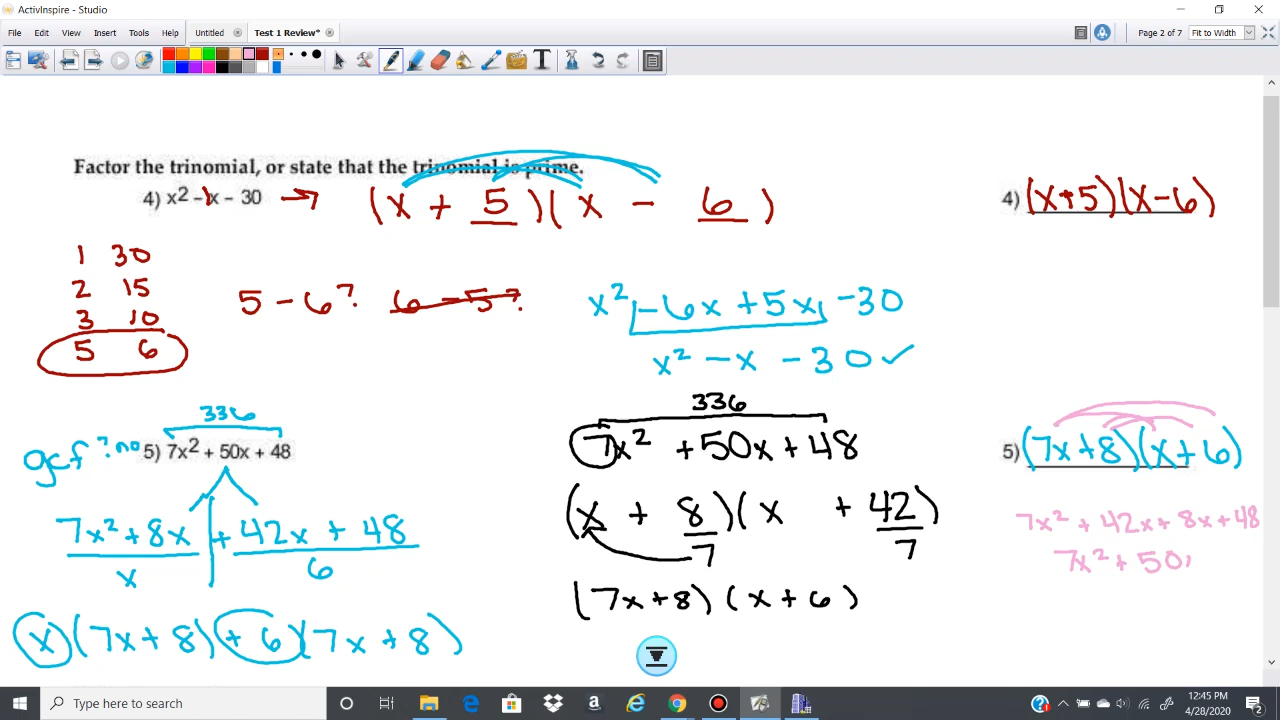 ActivInspire - Studio
File Edit View Insert Tools Help Untitled Test 1 Review* Page 2 of 7 Fit to Width
Factor the trinomial, or state that the trinomial is prime.
4) x2 - 1x - 30 → (x + 5)(x - 6)
4) (x+5)(x-6)
1 30
2 15
3 10
5 6
5 - 6? 6 - 5?
x² - 6x + 5x - 30
x² - x - 30 ✓
336
gcf? no 5) 7x2 + 50x + 48
7x² + 8x + 42x + 48
x 6
x(7x + 8) + 6(7x + 8)
336
7x² + 50x + 48
(x + 8)(x + 42)
7 7
(7x + 8)(x + 6)
5) (7x + 8)(x + 6)
7x² + 42x + 8x + 48
7x² + 50
Type here to search
12:45 PM
4/28/2020
2